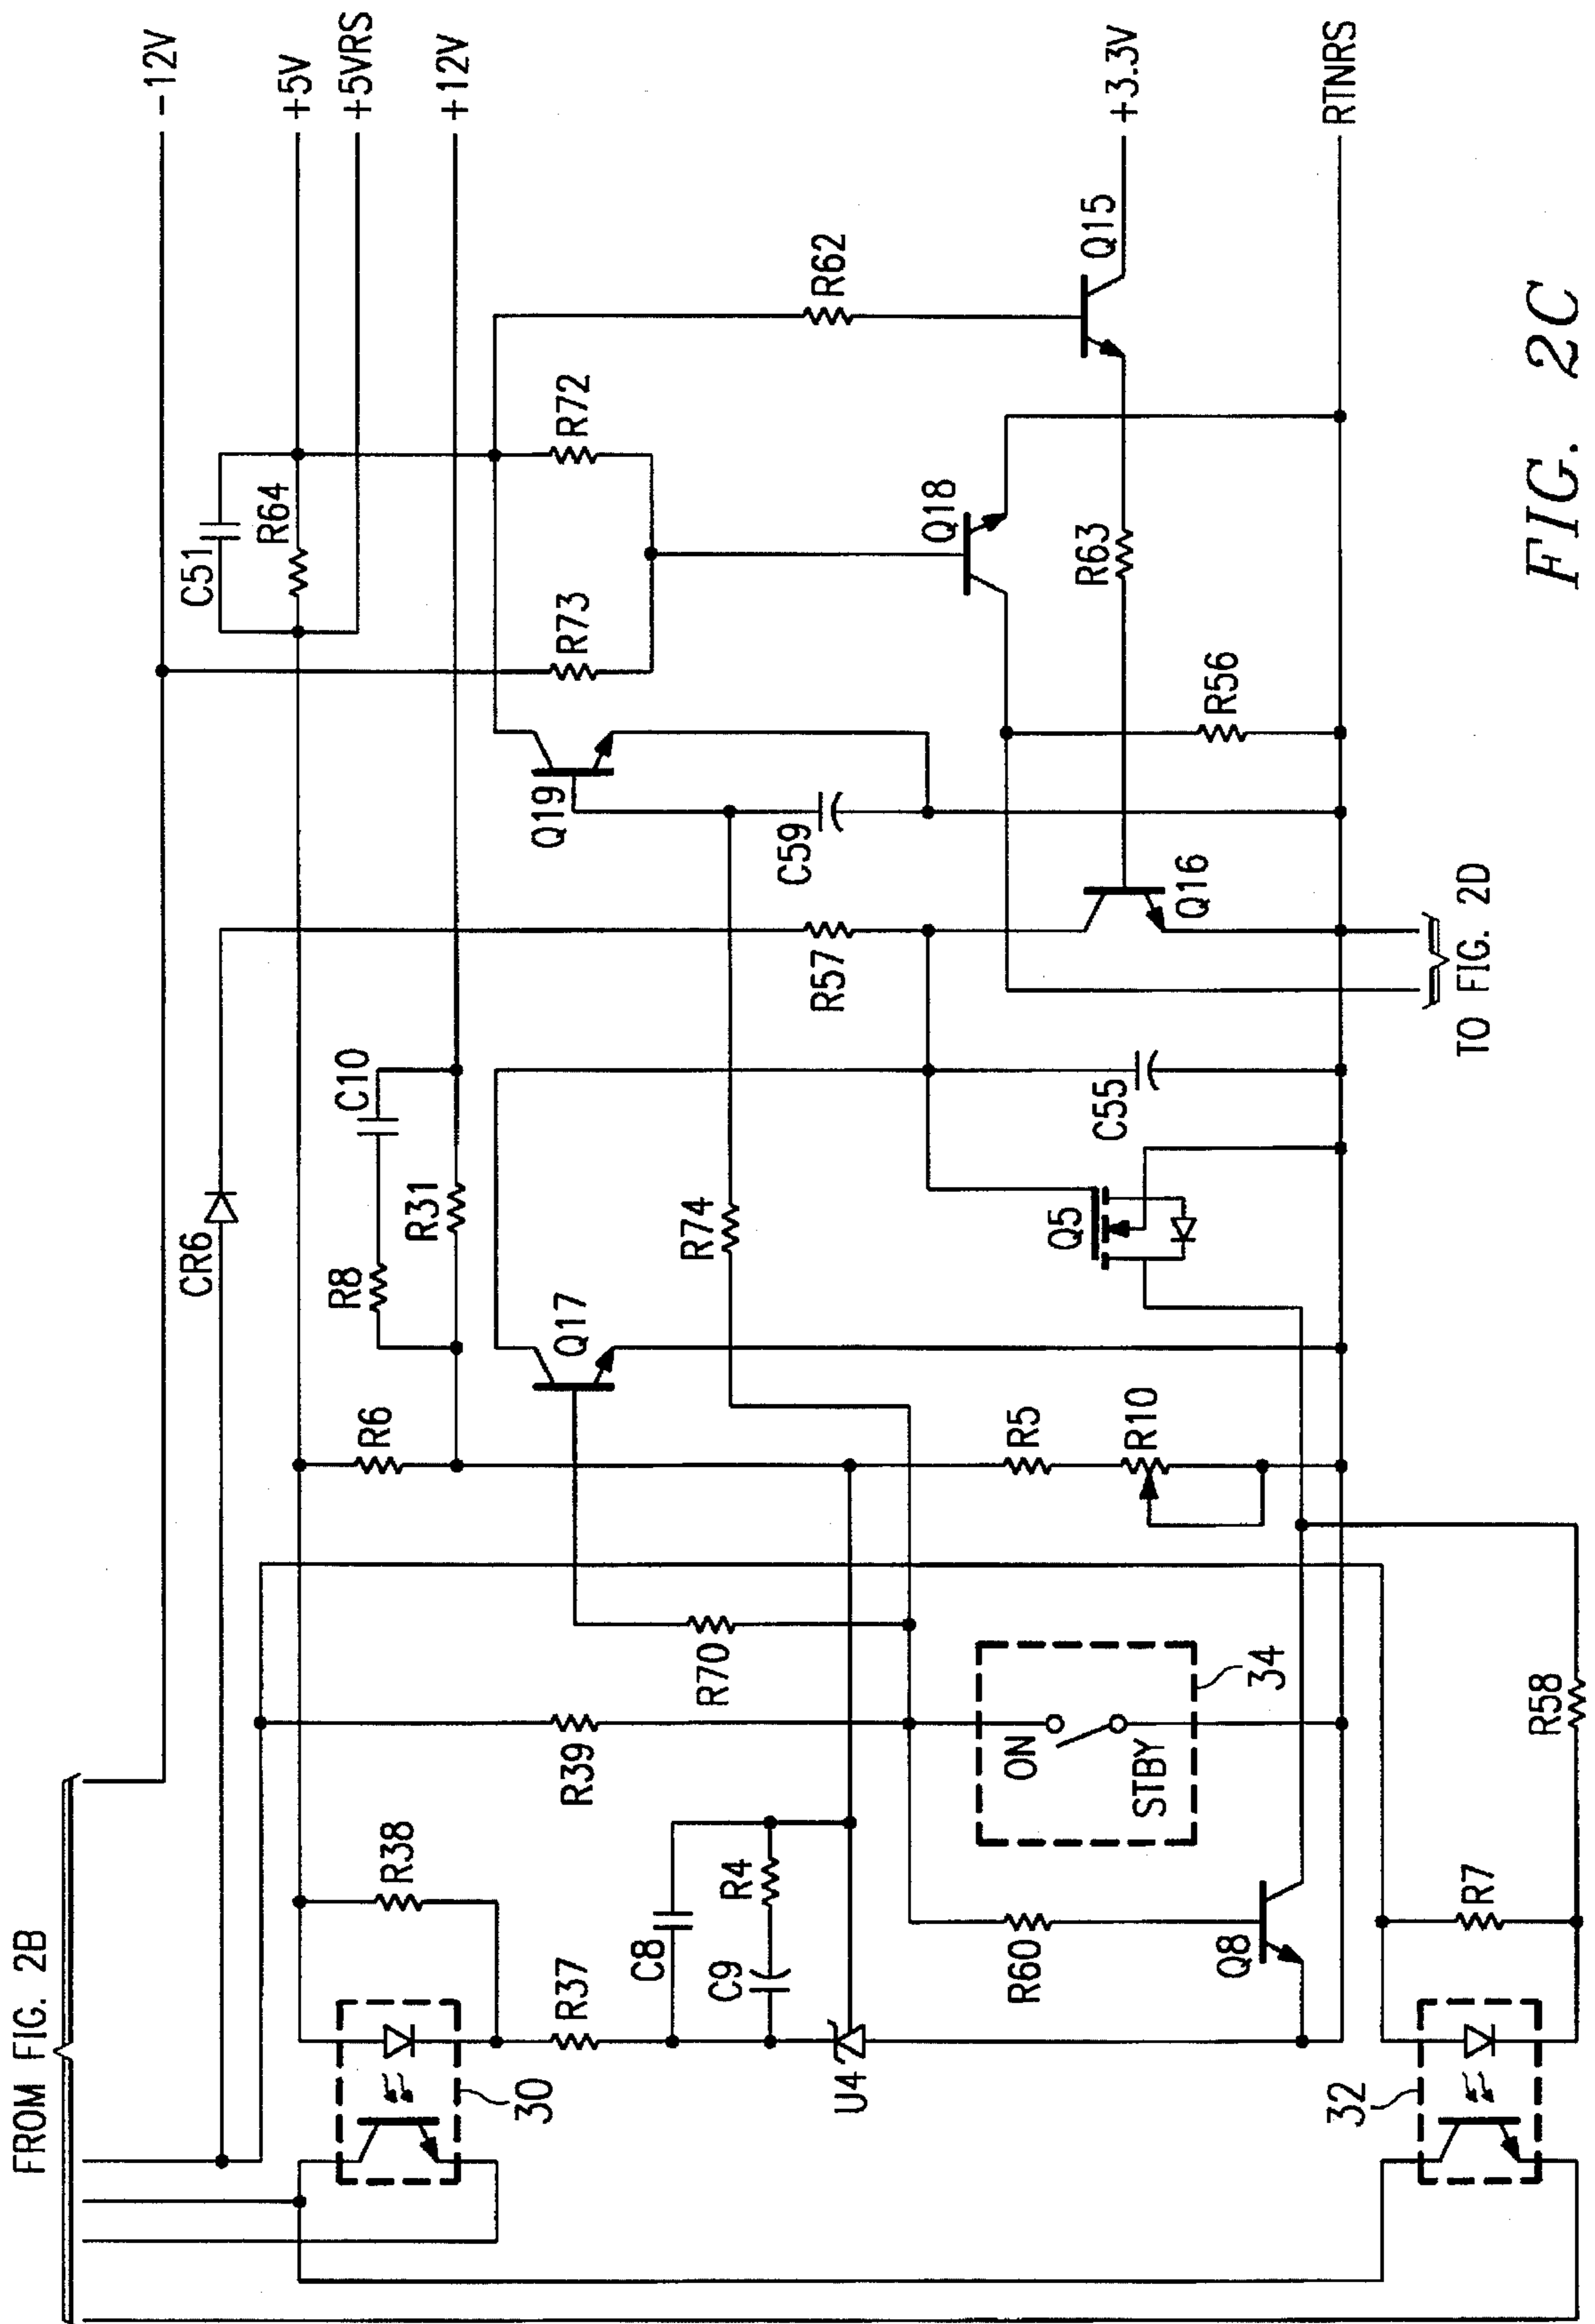 FROM FIG. 2B
-12V
+5V
+5VRS
+12V
C51
R64
CR6
C10
R8
R31
R6
R38
30
R37
C8
R4
C9
U4
R39
R70
Q17
R74
Q19
C59
R73
R72
R62
Q18
R63
Q15
+3.3V
R57
Q16
R56
C55
Q5
R5
R10
ON
STBY
34
R60
Q8
RTNRS
32
R7
R58
TO FIG. 2D
FIG. 2C